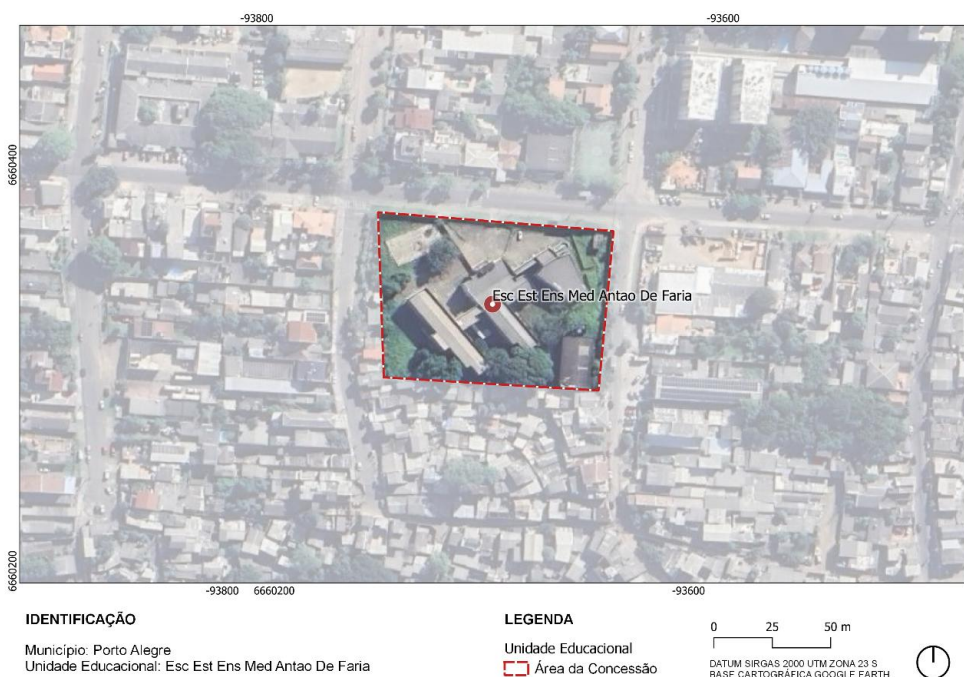 -93800 -93600
6660400
Esc Est Ens Med Antao De Faria
6660200
-93800 6660200 -93600
IDENTIFICAÇÃO
Município: Porto Alegre
Unidade Educacional: Esc Est Ens Med Antao De Faria
LEGENDA
Unidade Educacional
Área da Concessão
0 25 50 m
DATUM SIRGAS 2000 UTM ZONA 23 S
BASE CARTOGRÁFICA GOOGLE EARTH